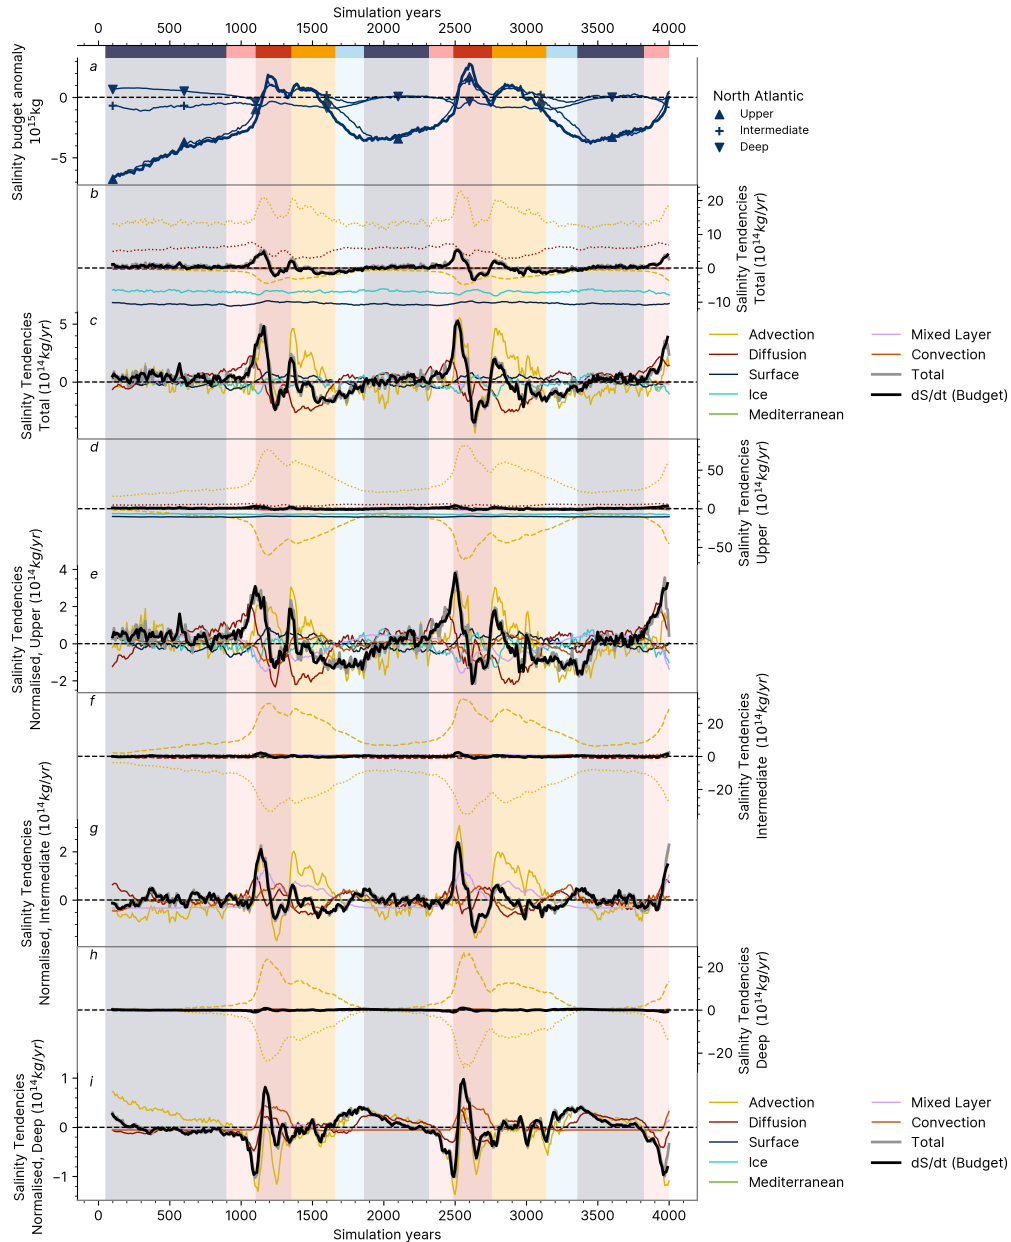 Simulation years
0 500 1000 1500 2000 2500 3000 3500 4000
a
Salinity budget anomaly
10¹⁵kg
0
−5
North Atlantic
Upper
Intermediate
Deep
b
20
10
0
−10
Salinity Tendencies
Total (10¹⁴kg/yr)
c
5
0
Salinity Tendencies
Total (10¹⁴kg/yr)
Advection
Diffusion
Surface
Ice
Mediterranean
Mixed Layer
Convection
Total
dS/dt (Budget)
d
50
0
−50
Salinity Tendencies
Upper (10¹⁴kg/yr)
e
4
2
0
−2
Salinity Tendencies
Normalised, Upper (10¹⁴kg/yr)
f
20
0
−20
Salinity Tendencies
Intermediate (10¹⁴kg/yr)
g
2
0
Salinity Tendencies
Normalised, Intermediate (10¹⁴kg/yr)
h
20
0
−20
Salinity Tendencies
Deep (10¹⁴kg/yr)
i
1
0
−1
Salinity Tendencies
Normalised, Deep (10¹⁴kg/yr)
Advection
Diffusion
Surface
Ice
Mediterranean
Mixed Layer
Convection
Total
dS/dt (Budget)
0 500 1000 1500 2000 2500 3000 3500 4000
Simulation years